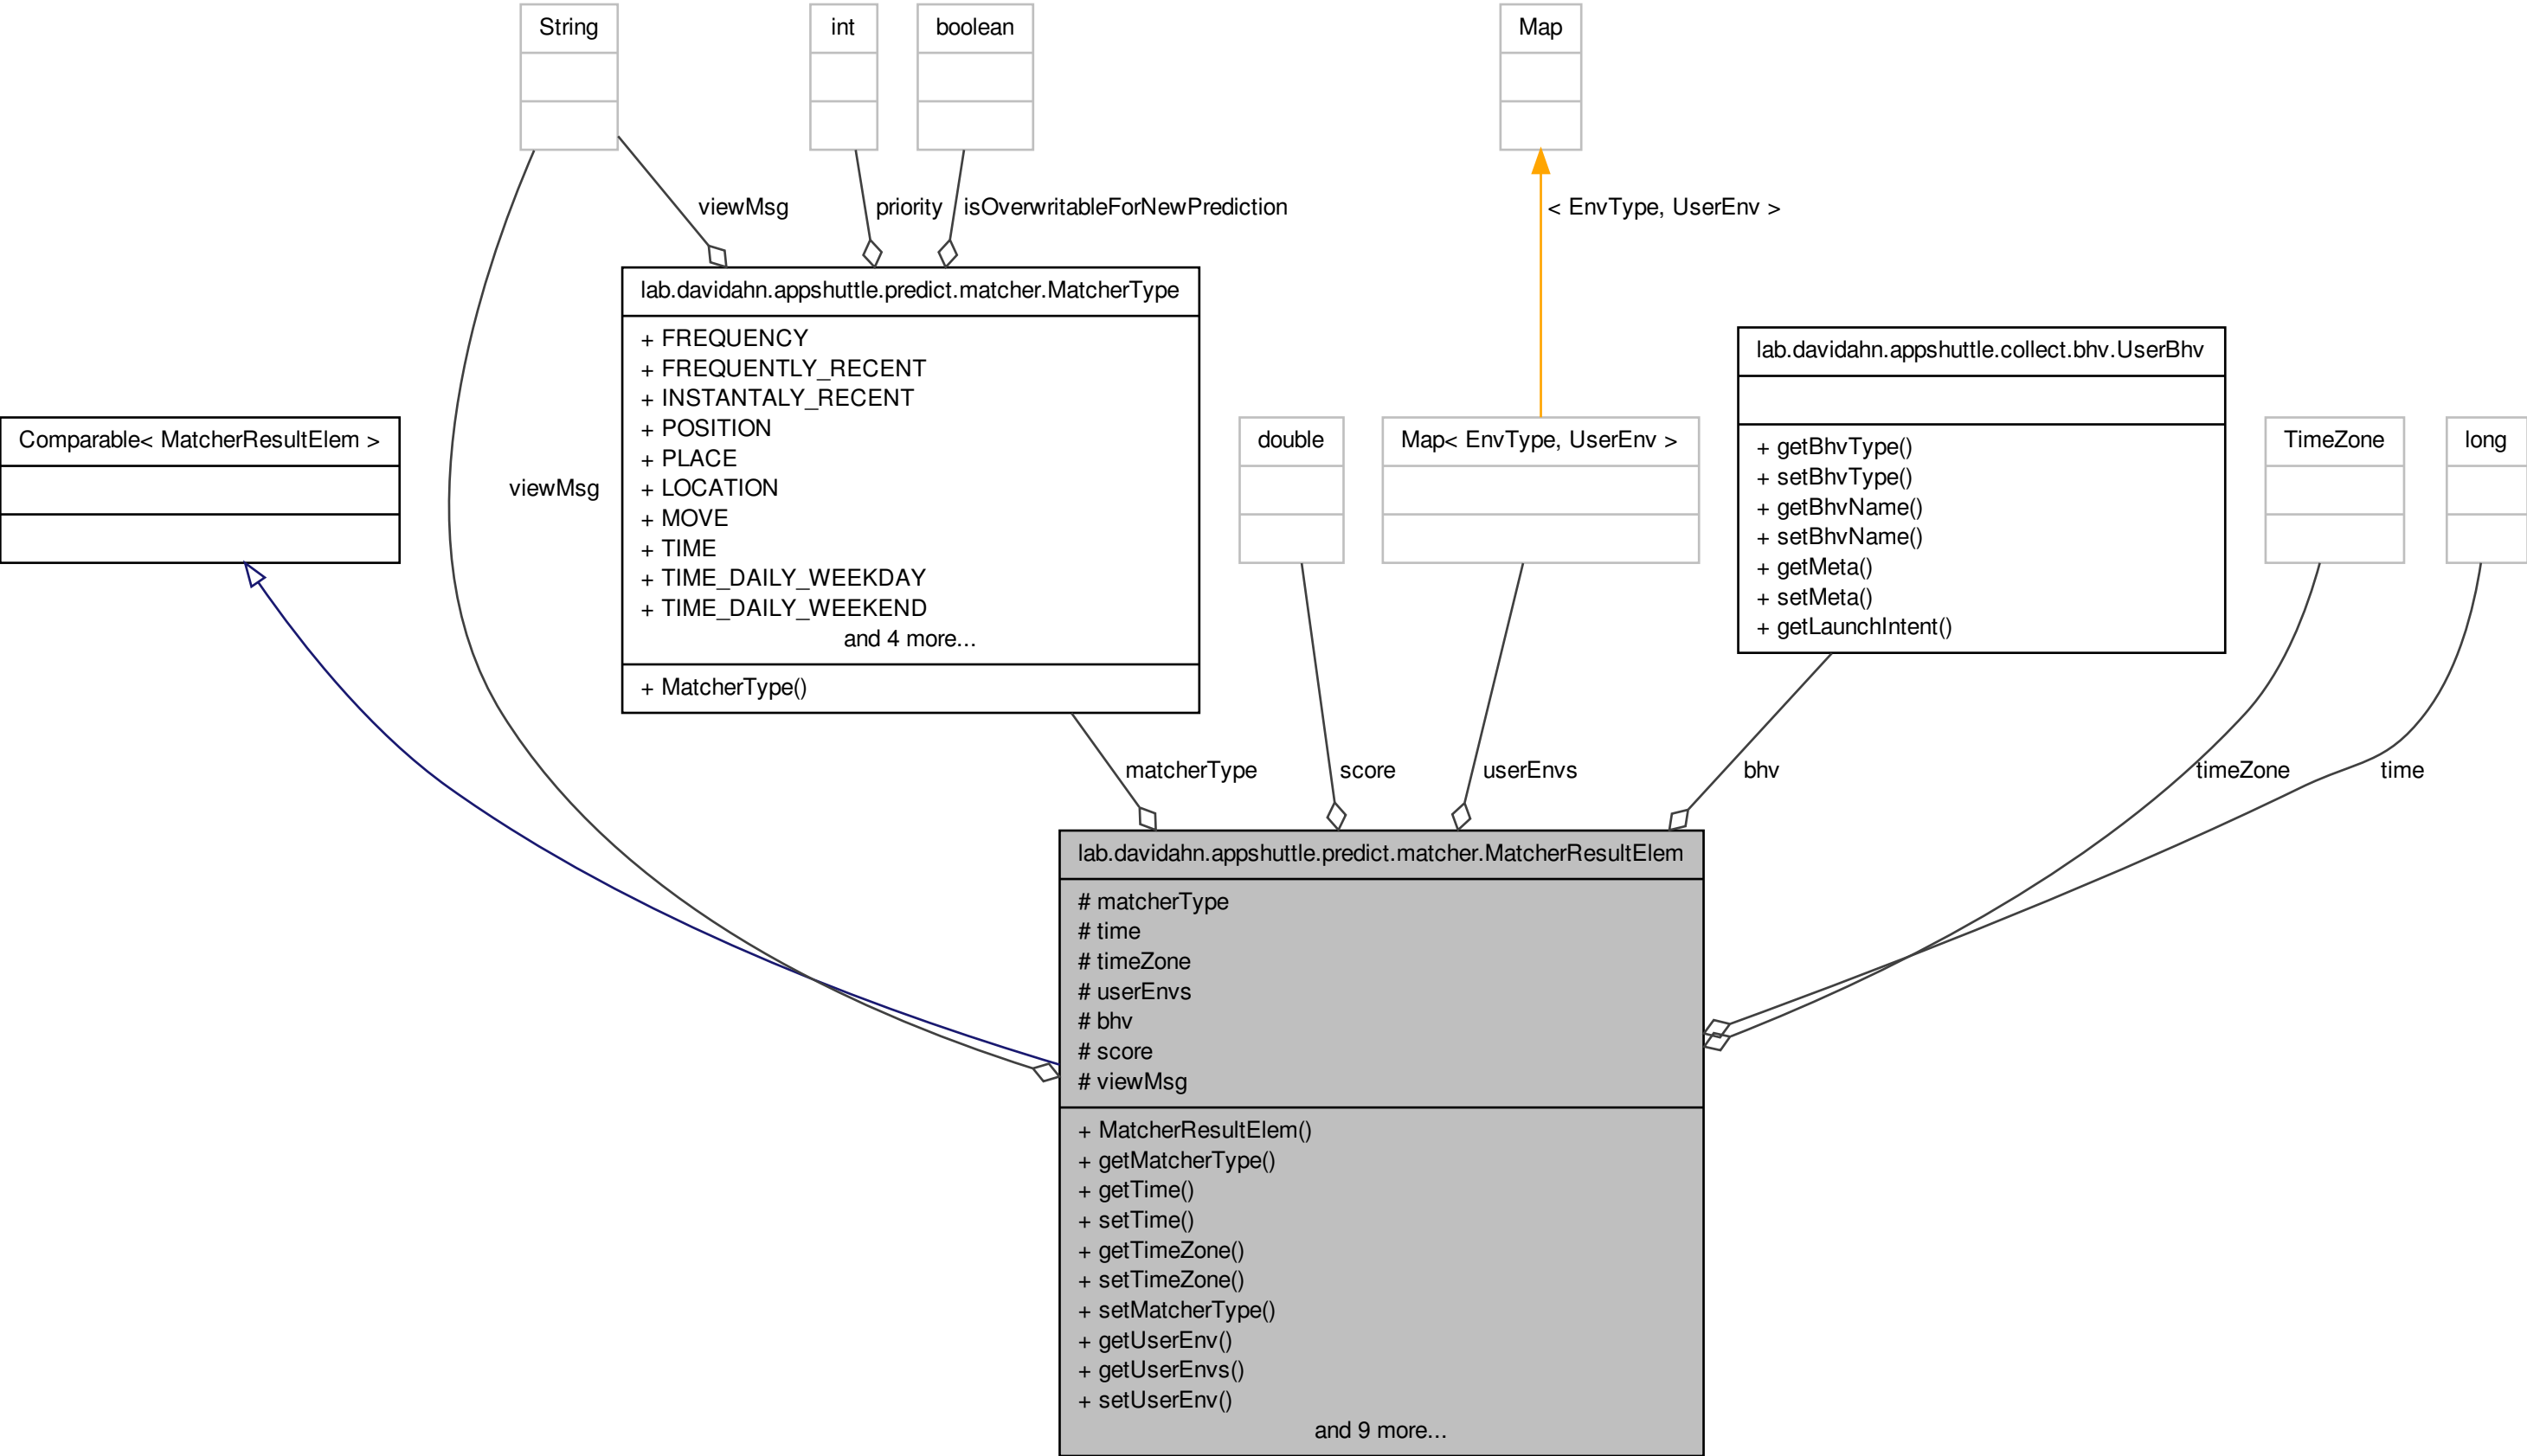 String
int
boolean
Map
viewMsg
priority
isOverwritableForNewPrediction
< EnvType, UserEnv >
lab.davidahn.appshuttle.predict.matcher.MatcherType
+ FREQUENCY
+ FREQUENTLY_RECENT
+ INSTANTALY_RECENT
+ POSITION
+ PLACE
+ LOCATION
+ MOVE
+ TIME
+ TIME_DAILY_WEEKDAY
+ TIME_DAILY_WEEKEND
and 4 more...
+ MatcherType()
lab.davidahn.appshuttle.collect.bhv.UserBhv
+ getBhvType()
+ setBhvType()
+ getBhvName()
+ setBhvName()
+ getMeta()
+ setMeta()
+ getLaunchIntent()
Comparable< MatcherResultElem >
viewMsg
double
Map< EnvType, UserEnv >
TimeZone
long
matcherType
score
userEnvs
bhv
timeZone
time
lab.davidahn.appshuttle.predict.matcher.MatcherResultElem
# matcherType
# time
# timeZone
# userEnvs
# bhv
# score
# viewMsg
+ MatcherResultElem()
+ getMatcherType()
+ getTime()
+ setTime()
+ getTimeZone()
+ setTimeZone()
+ setMatcherType()
+ getUserEnv()
+ getUserEnvs()
+ setUserEnv()
and 9 more...